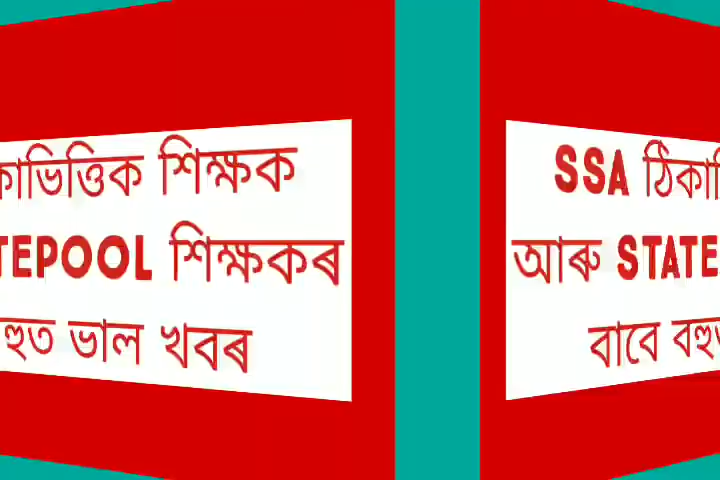 কাভিত্তিক শিক্ষক
TEPOOL শিক্ষকৰ
হুত ভাল খবৰ
SSA ঠিকা
আৰু STATE
বাবে বহু